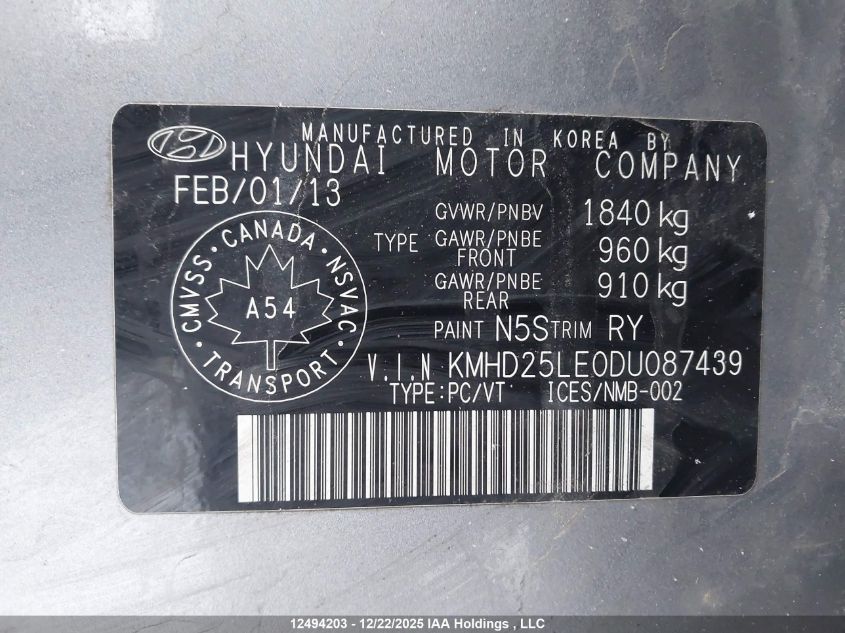 MANUFACTURED IN KOREA BY
HYUNDAI MOTOR COMPANY
FEB/01/13
GVWR/PNBV 1840 kg
TYPE GAWR/PNBE FRONT 960 kg
GAWR/PNBE REAR 910 kg
PAINT N5S TRIM RY
CMVSS · CANADA · NSVAC · TRANSPORT ·
A54
V.I.N KMHD25LE0DU087439
TYPE:PC/VT ICES/NMB-002
12494203 - 12/22/2025 IAA Holdings , LLC